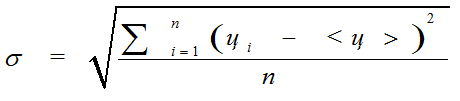 σ = √(∑ⁿᵢ₌₁ (yᵢ − <y>)² / n)